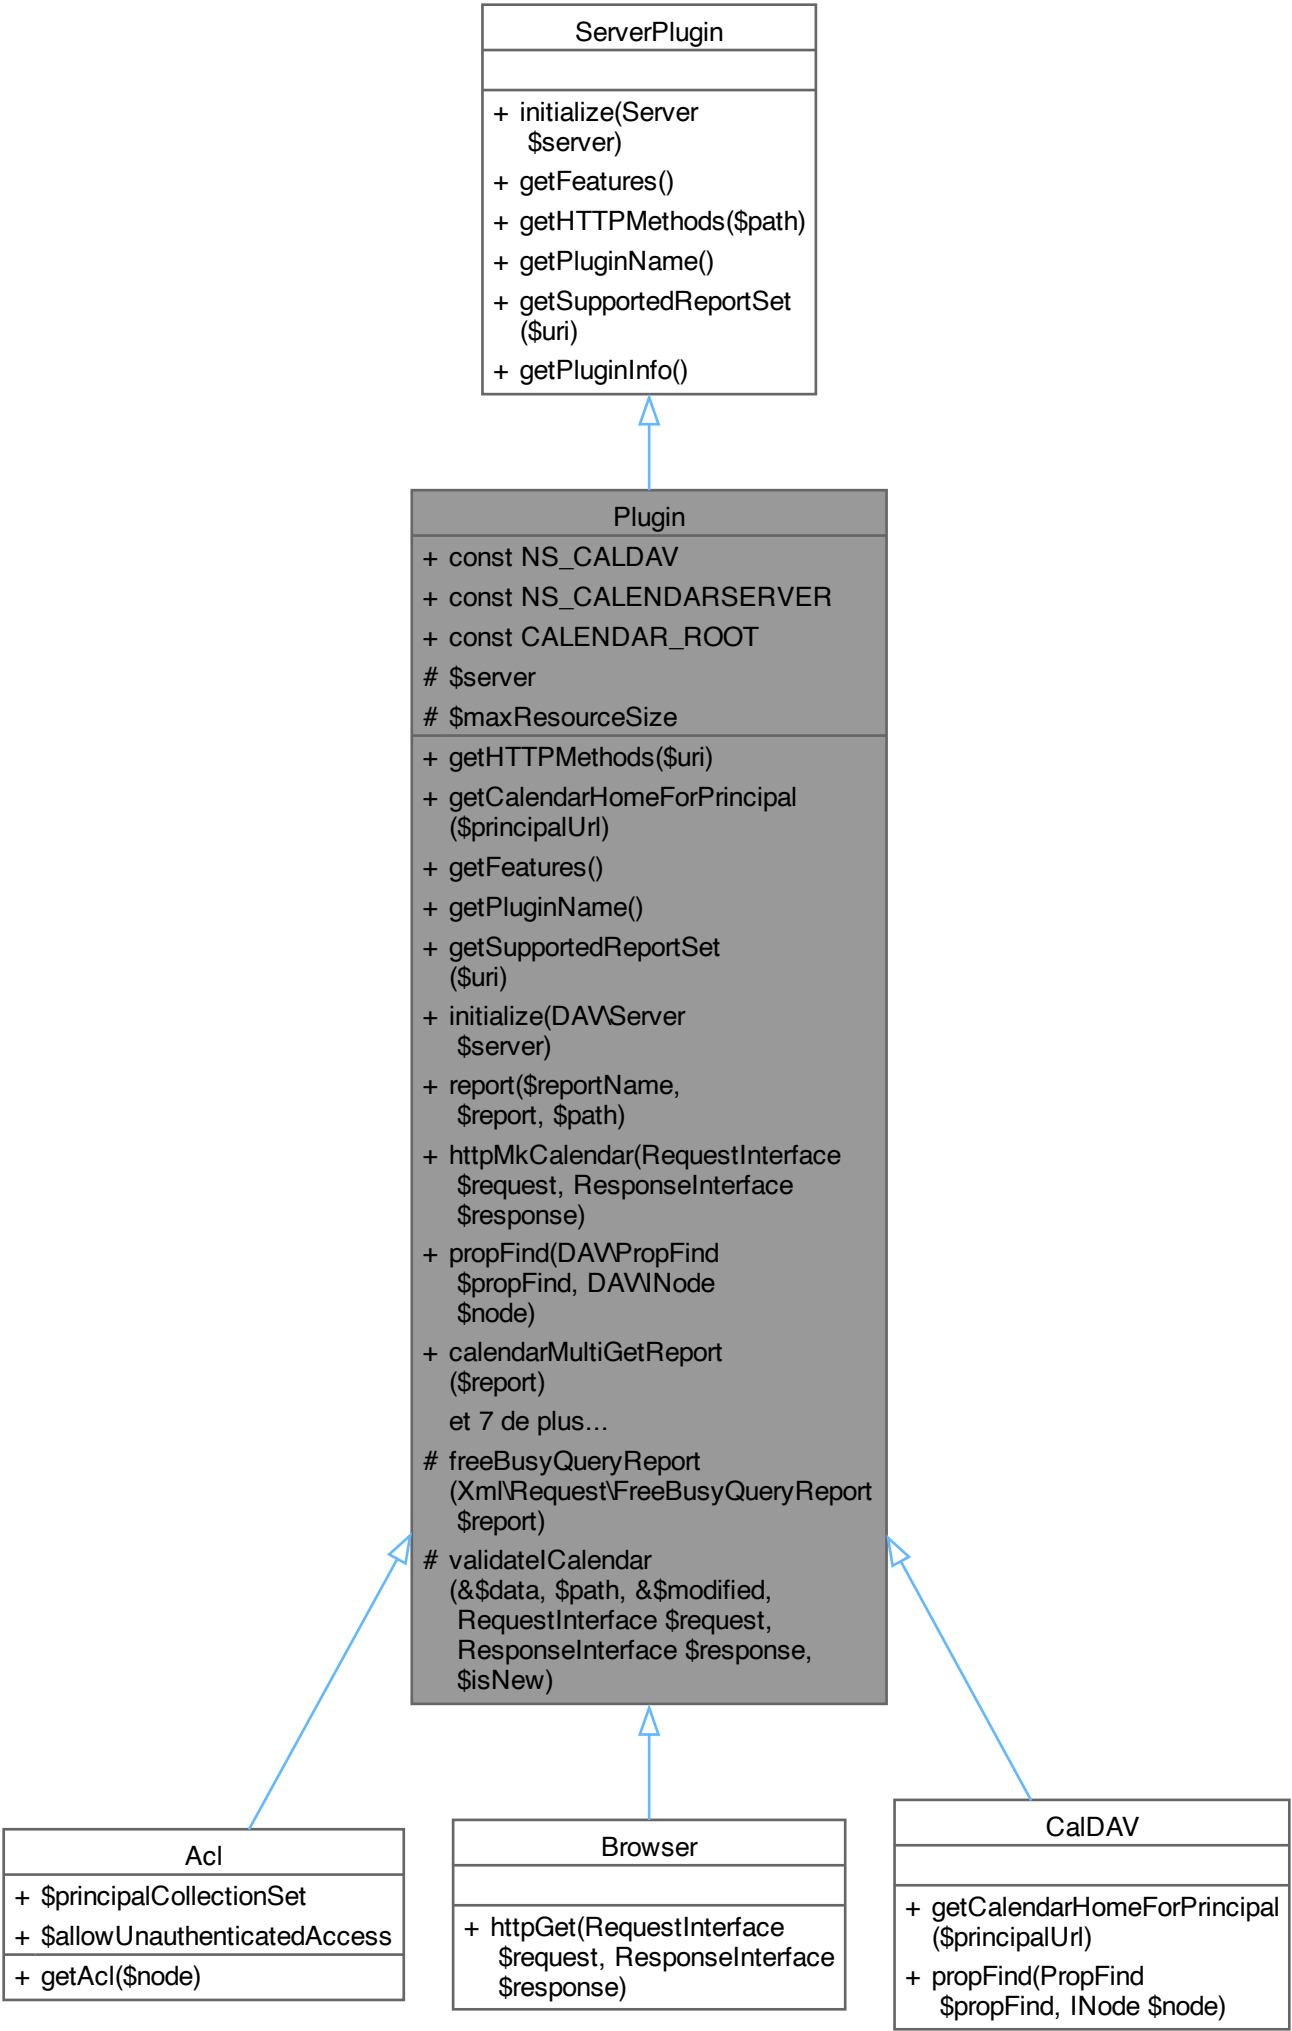 ServerPlugin
+ initialize(Server
$server)
+ getFeatures()
+ getHTTPMethods($path)
+ getPluginName()
+ getSupportedReportSet
($uri)
+ getPluginInfo()
Plugin
+ const NS_CALDAV
+ const NS_CALENDARSERVER
+ const CALENDAR_ROOT
# $server
# $maxResourceSize
+ getHTTPMethods($uri)
+ getCalendarHomeForPrincipal
($principalUrl)
+ getFeatures()
+ getPluginName()
+ getSupportedReportSet
($uri)
+ initialize(DAV\Server
$server)
+ report($reportName,
$report, $path)
+ httpMkCalendar(RequestInterface
$request, ResponseInterface
$response)
+ propFind(DAV\PropFind
$propFind, DAV\INode
$node)
+ calendarMultiGetReport
($report)
et 7 de plus...
# freeBusyQueryReport
(Xml\Request\FreeBusyQueryReport
$report)
# validateICalendar
(&$data, $path, &$modified,
RequestInterface $request,
ResponseInterface $response,
$isNew)
Acl
+ $principalCollectionSet
+ $allowUnauthenticatedAccess
+ getAcl($node)
Browser
+ httpGet(RequestInterface
$request, ResponseInterface
$response)
CalDAV
+ getCalendarHomeForPrincipal
($principalUrl)
+ propFind(PropFind
$propFind, INode $node)